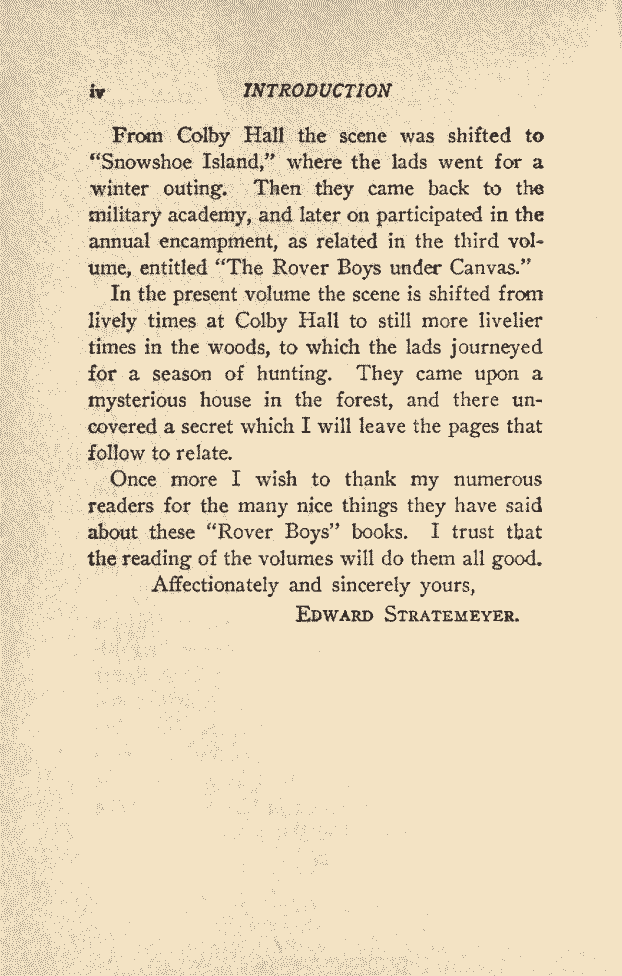 iv INTRODUCTION
From Colby Hall the scene was shifted to
“Snowshoe Island,” where the lads went for a
winter outing. Then they came back to the
military academy, and later on participated in the
annual encampment, as related in the third vol-
ume, entitled “The Rover Boys under Canvas.”
In the present volume the scene is shifted from
lively times at Colby Hall to still more livelier
times in the woods, to which the lads journeyed
for a season of hunting. They came upon a
mysterious house in the forest, and there un-
covered a secret which I will leave the pages that
follow to relate.
Once more I wish to thank my numerous
readers for the many nice things they have said
about these “Rover Boys” books. I trust that
the reading of the volumes will do them all good.
Affectionately and sincerely yours,
EDWARD STRATEMEYER.